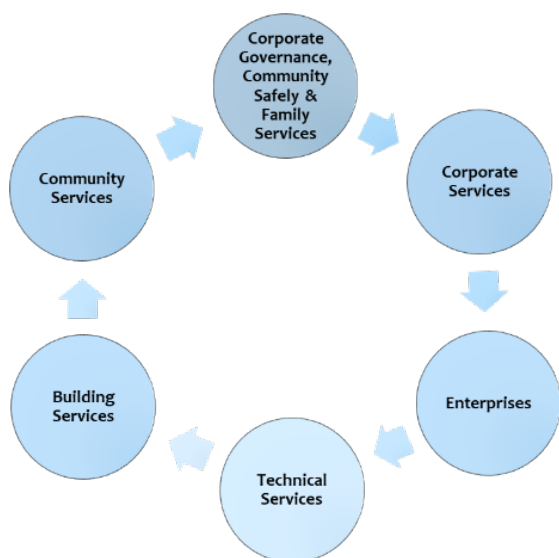 Corporate
Governance,
Community
Safely &
Family
Services
Corporate
Services
Enterprises
Technical
Services
Building
Services
Community
Services